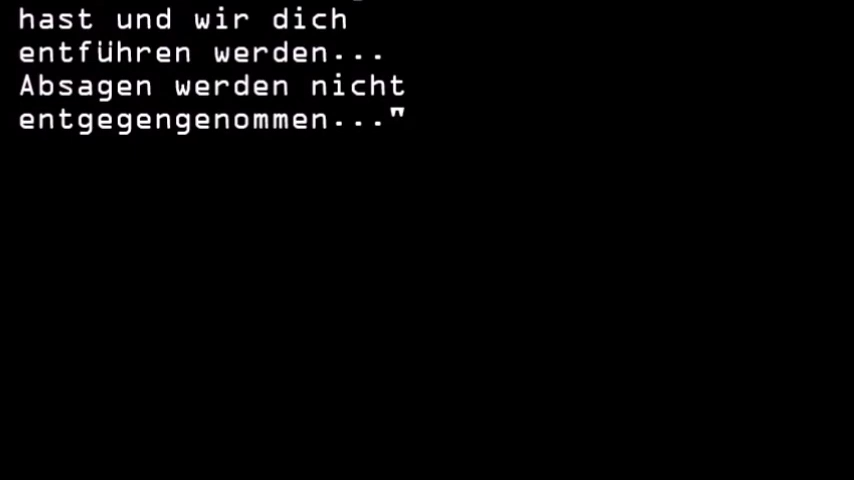 hast und wir dich
entführen werden...
Absagen werden nicht
entgegengenommen..."